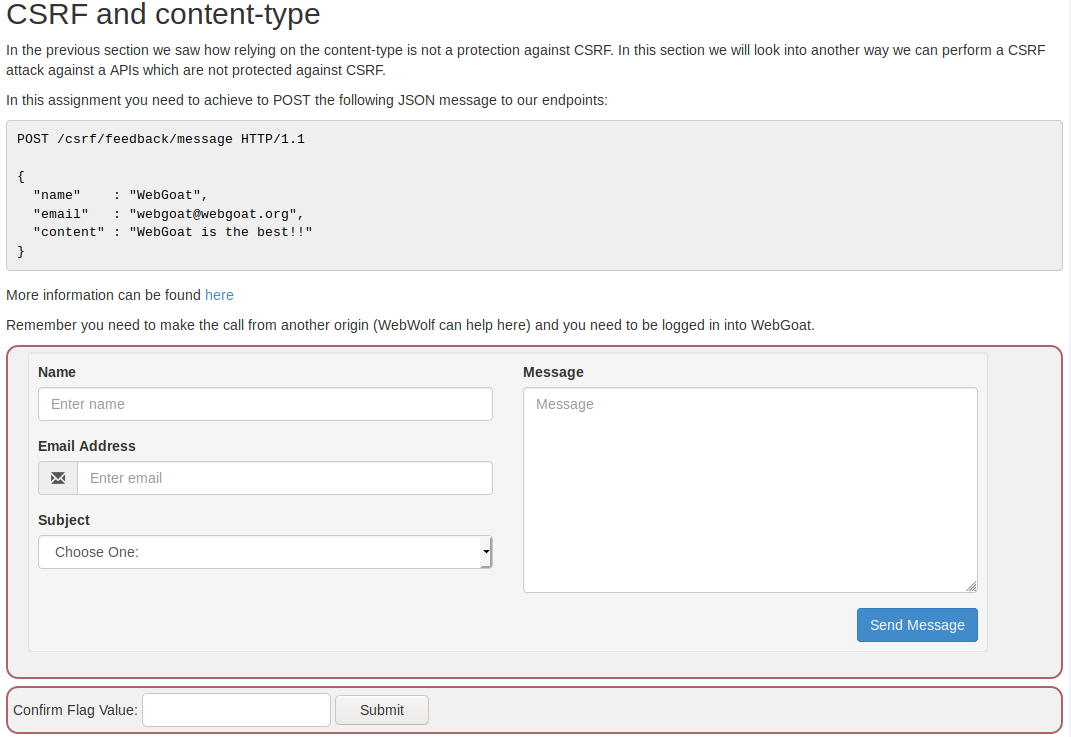 CSRF and content-type
In the previous section we saw how relying on the content-type is not a protection against CSRF. In this section we will look into another way we can perform a CSRF
attack against a APIs which are not protected against CSRF.
In this assignment you need to achieve to POST the following JSON message to our endpoints:
POST /csrf/feedback/message HTTP/1.1
{
"name"    : "WebGoat",
"email"   : "webgoat@webgoat.org",
"content" : "WebGoat is the best!!"
}
More information can be found here
Remember you need to make the call from another origin (WebWolf can help here) and you need to be logged in into WebGoat.
Name
Enter name
Email Address
Enter email
Subject
Choose One:
Message
Message
Send Message
Confirm Flag Value:
Submit